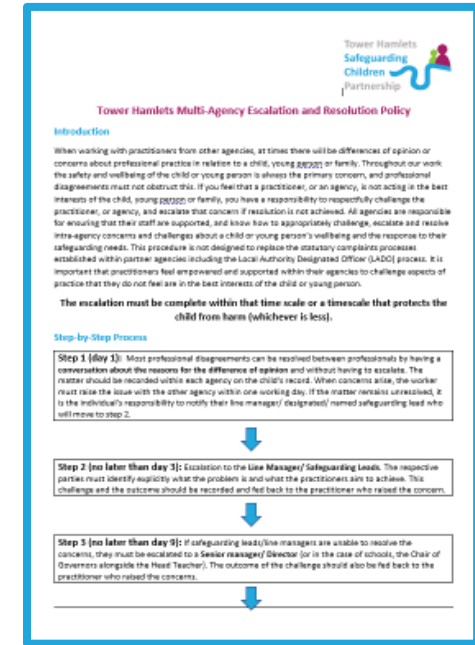 Tower Hamlets
Safeguarding
Children
Partnership
Tower Hamlets Multi-Agency Escalation and Resolution Policy
Introduction
When working with practitioners from other agencies, at times there will be differences of opinion or
concerns about professional practice in relation to a child, young person or family. Throughout our work
the safety and wellbeing of the child or young person is always the primary concern, and professional
disagreements must not obstruct this. If you feel that a practitioner, or an agency, is not acting in the best
interests of the child, young person or family, you have a responsibility to respectfully challenge the
practitioner, or agency, and escalate that concern if resolution is not achieved. All agencies are responsible
for ensuring that their staff are supported, and know how to appropriately challenge, escalate and resolve
intra-agency concerns and challenges about a child or young person's wellbeing and the response to their
safeguarding needs. This procedure is not designed to replace the statutory complaints processes
established within partner agencies including the Local Authority Designated Officer (LADO) process. It is
important that practitioners feel empowered and supported within their agencies to challenge aspects of
practice that they do not feel are in the best interests of the child or young person.
The escalation must be complete within that time scale or a timescale that protects the
child from harm (whichever is less).
Step-by-Step Process
Step 1 (day 1): Most professional disagreements can be resolved between professionals by having a
conversation about the reasons for the difference of opinion and without having to escalate. The
matter should be recorded within each agency on the child's record. When concerns arise, the worker
must raise the issue with the other agency within one working day. If the matter remains unresolved, it
is the individual's responsibility to notify their line manager/ designated/ named safeguarding lead who
will move to step 2.
Step 2 (no later than day 3): Escalation to the Line Manager/ Safeguarding Leads. The respective
parties must identify explicitly what the problem is and what the practitioners aim to achieve. This
challenge and the outcome should be recorded and fed back to the practitioner who raised the concern.
Step 3 (no later than day 9): If safeguarding leads/line managers are unable to resolve the
concerns, they must be escalated to a Senior manager/ Director (or in the case of schools, the Chair of
Governors alongside the Head Teacher). The outcome of the challenge should also be fed back to the
practitioner who raised the concerns.